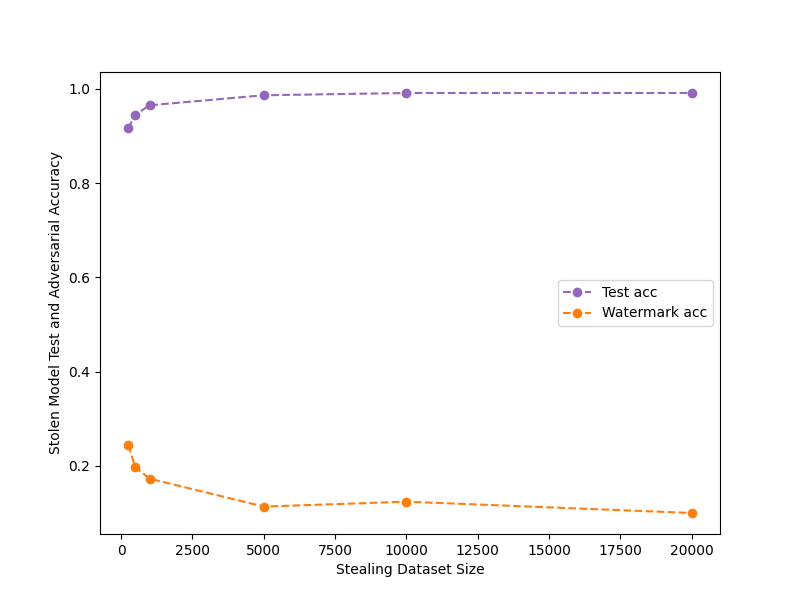 1.0
0.8
0.6
0.4
0.2
Stolen Model Test and Adversarial Accuracy
Test acc
Watermark acc
0 2500 5000 7500 10000 12500 15000 17500 20000
Stealing Dataset Size